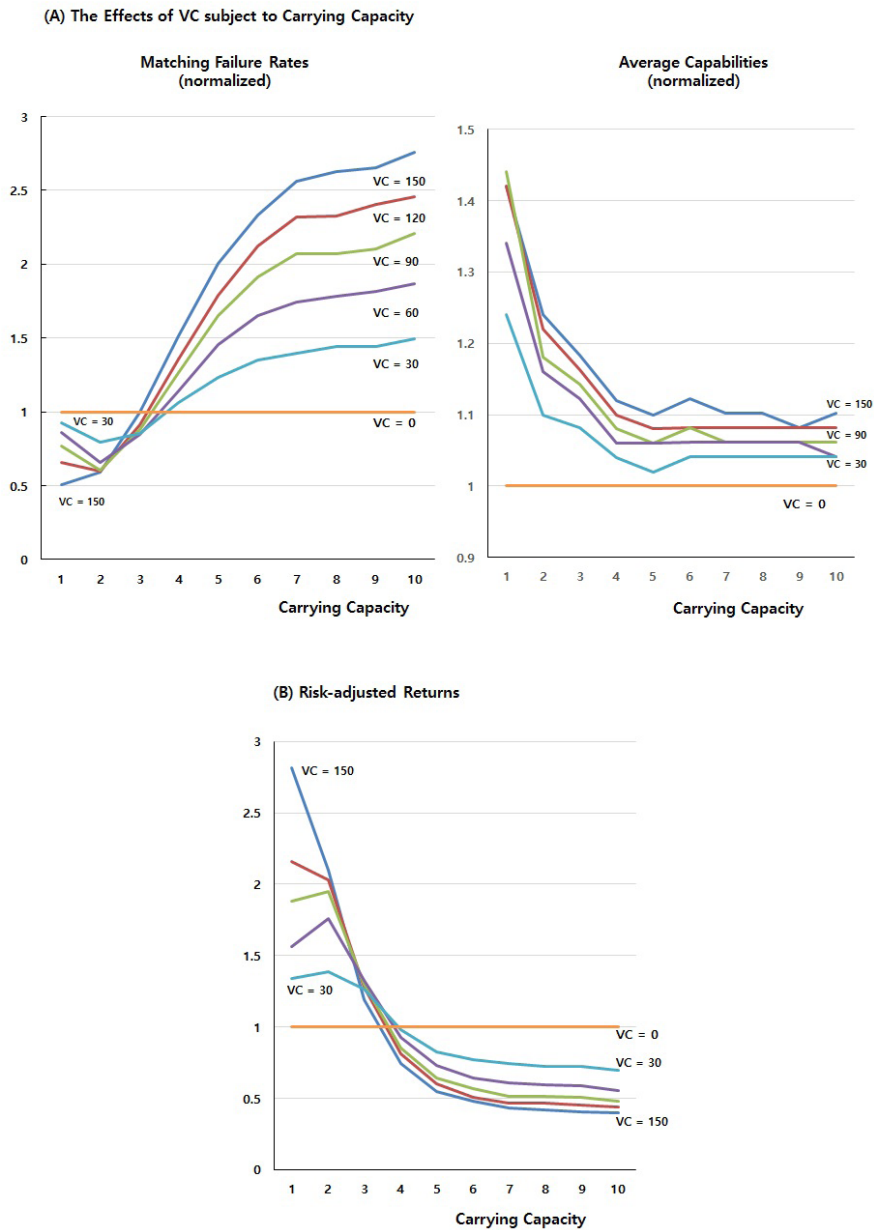 (A) The Effects of VC subject to Carrying Capacity
Matching Failure Rates
(normalized)
3
2.5
2
1.5
1
0.5
0
VC = 150
VC = 120
VC = 90
VC = 60
VC = 30
VC = 0
VC = 30
VC = 150
1 2 3 4 5 6 7 8 9 10
Carrying Capacity
Average Capabilities
(normalized)
1.5
1.4
1.3
1.2
1.1
1
0.9
VC = 150
VC = 90
VC = 30
VC = 0
1 2 3 4 5 6 7 8 9 10
Carrying Capacity
(B) Risk-adjusted Returns
3
2.5
2
1.5
1
0.5
0
VC = 150
VC = 30
VC = 0
VC = 30
VC = 150
1 2 3 4 5 6 7 8 9 10
Carrying Capacity